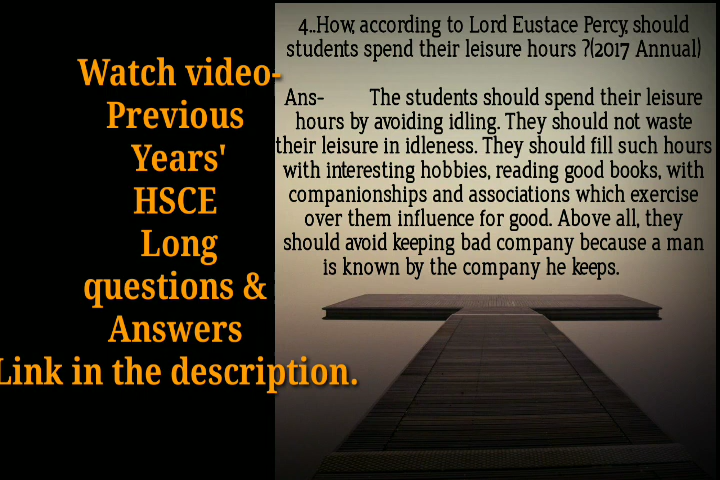 Watch video-
Previous
Years'
HSCE
Long
questions &
Answers
Link in the description.
4..How, according to Lord Eustace Percy, should
students spend their leisure hours ?(2017 Annual)
Ans- The students should spend their leisure
hours by avoiding idling. They should not waste
their leisure in idleness. They should fill such hours
with interesting hobbies, reading good books, with
companionships and associations which exercise
over them influence for good. Above all, they
should avoid keeping bad company because a man
is known by the company he keeps.